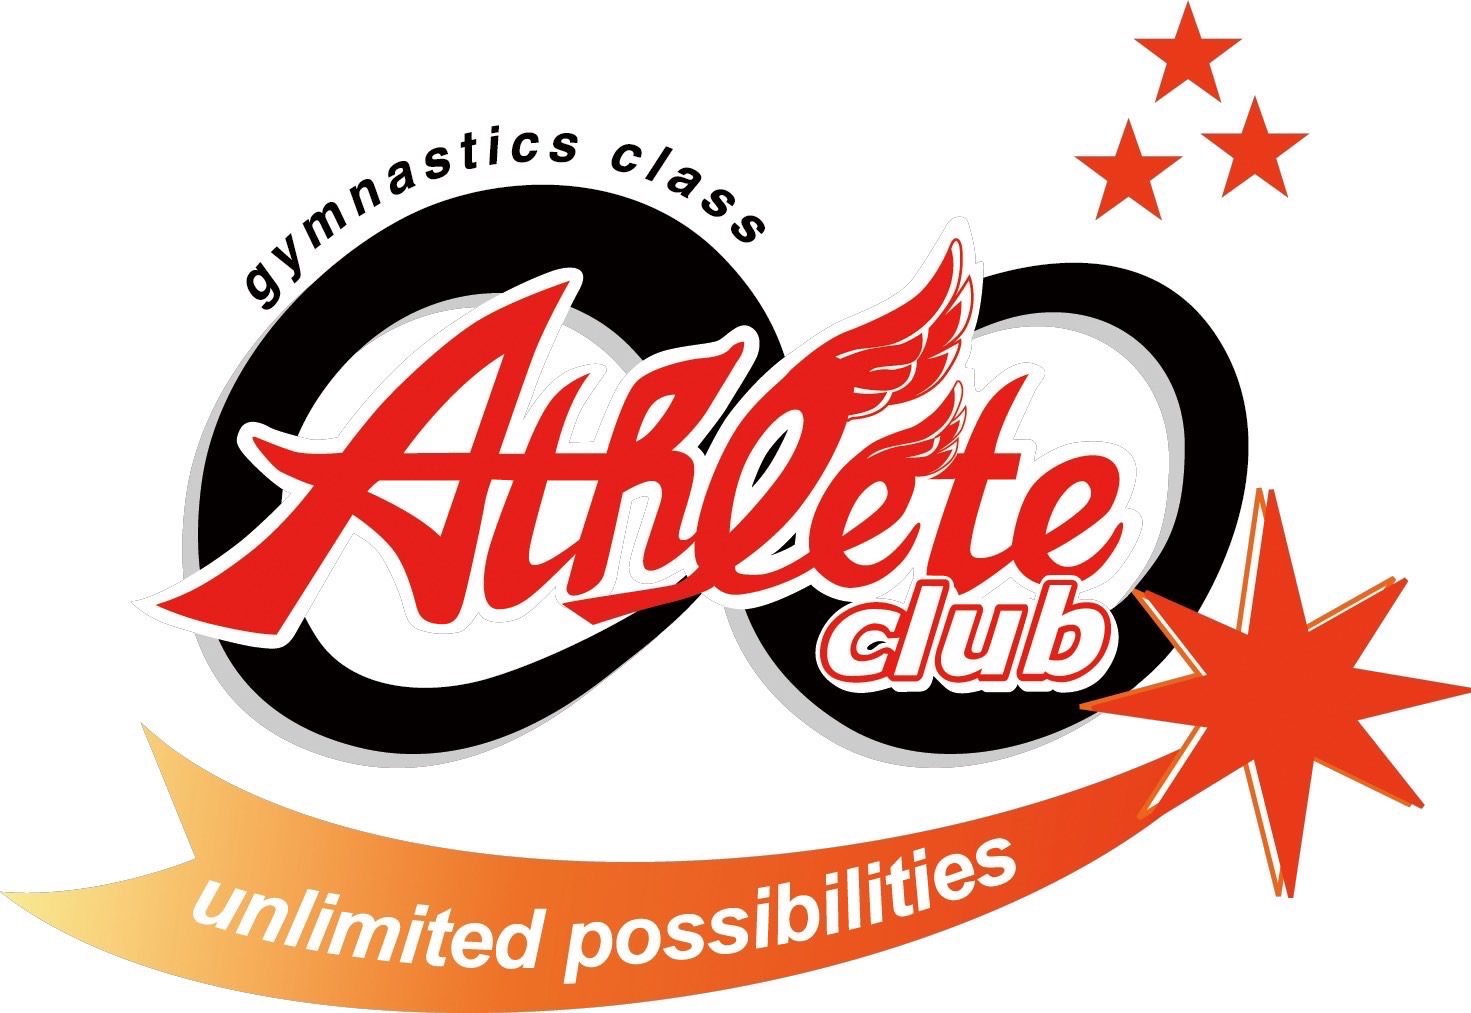 gymnastics class
Athlete
club
unlimited possibilities